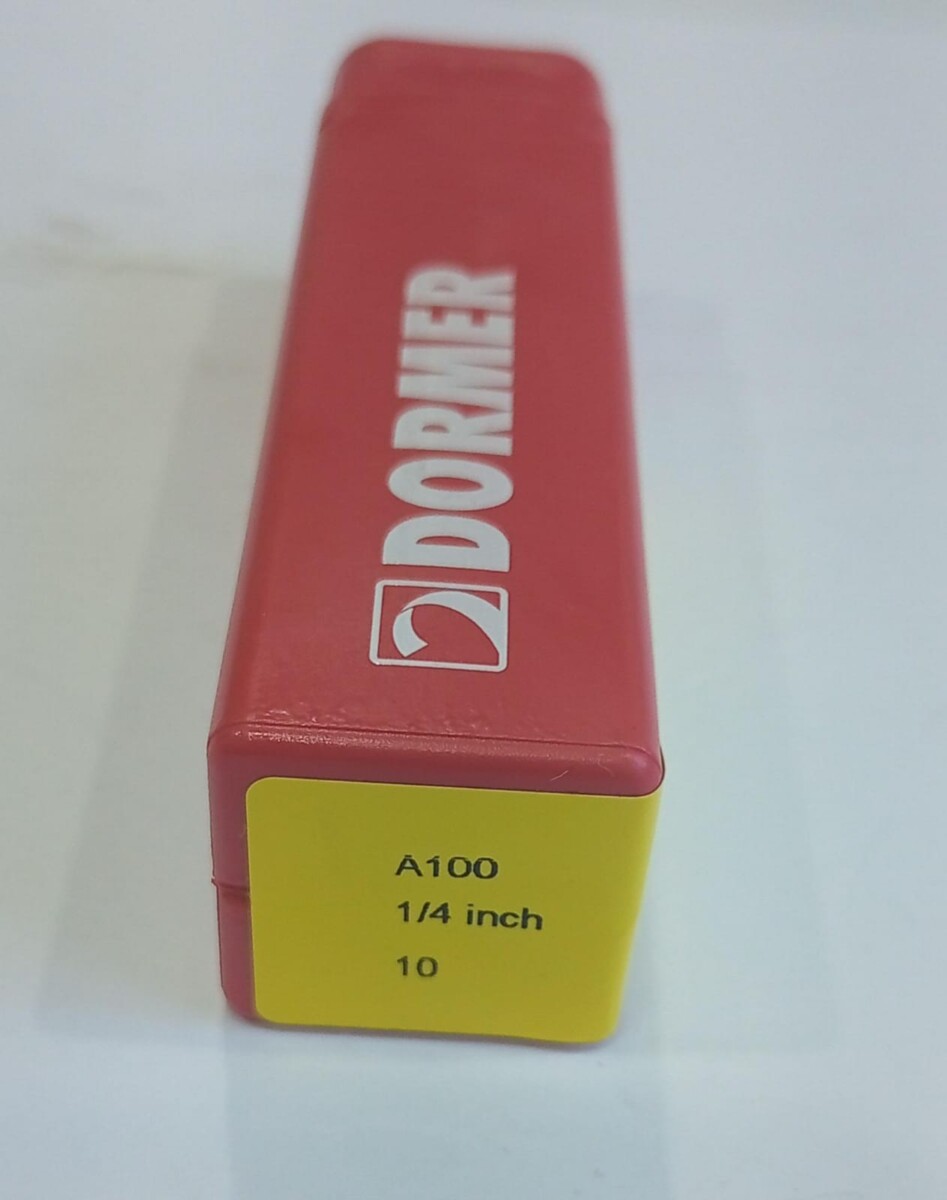 DORMER
A100
1/4 inch
10